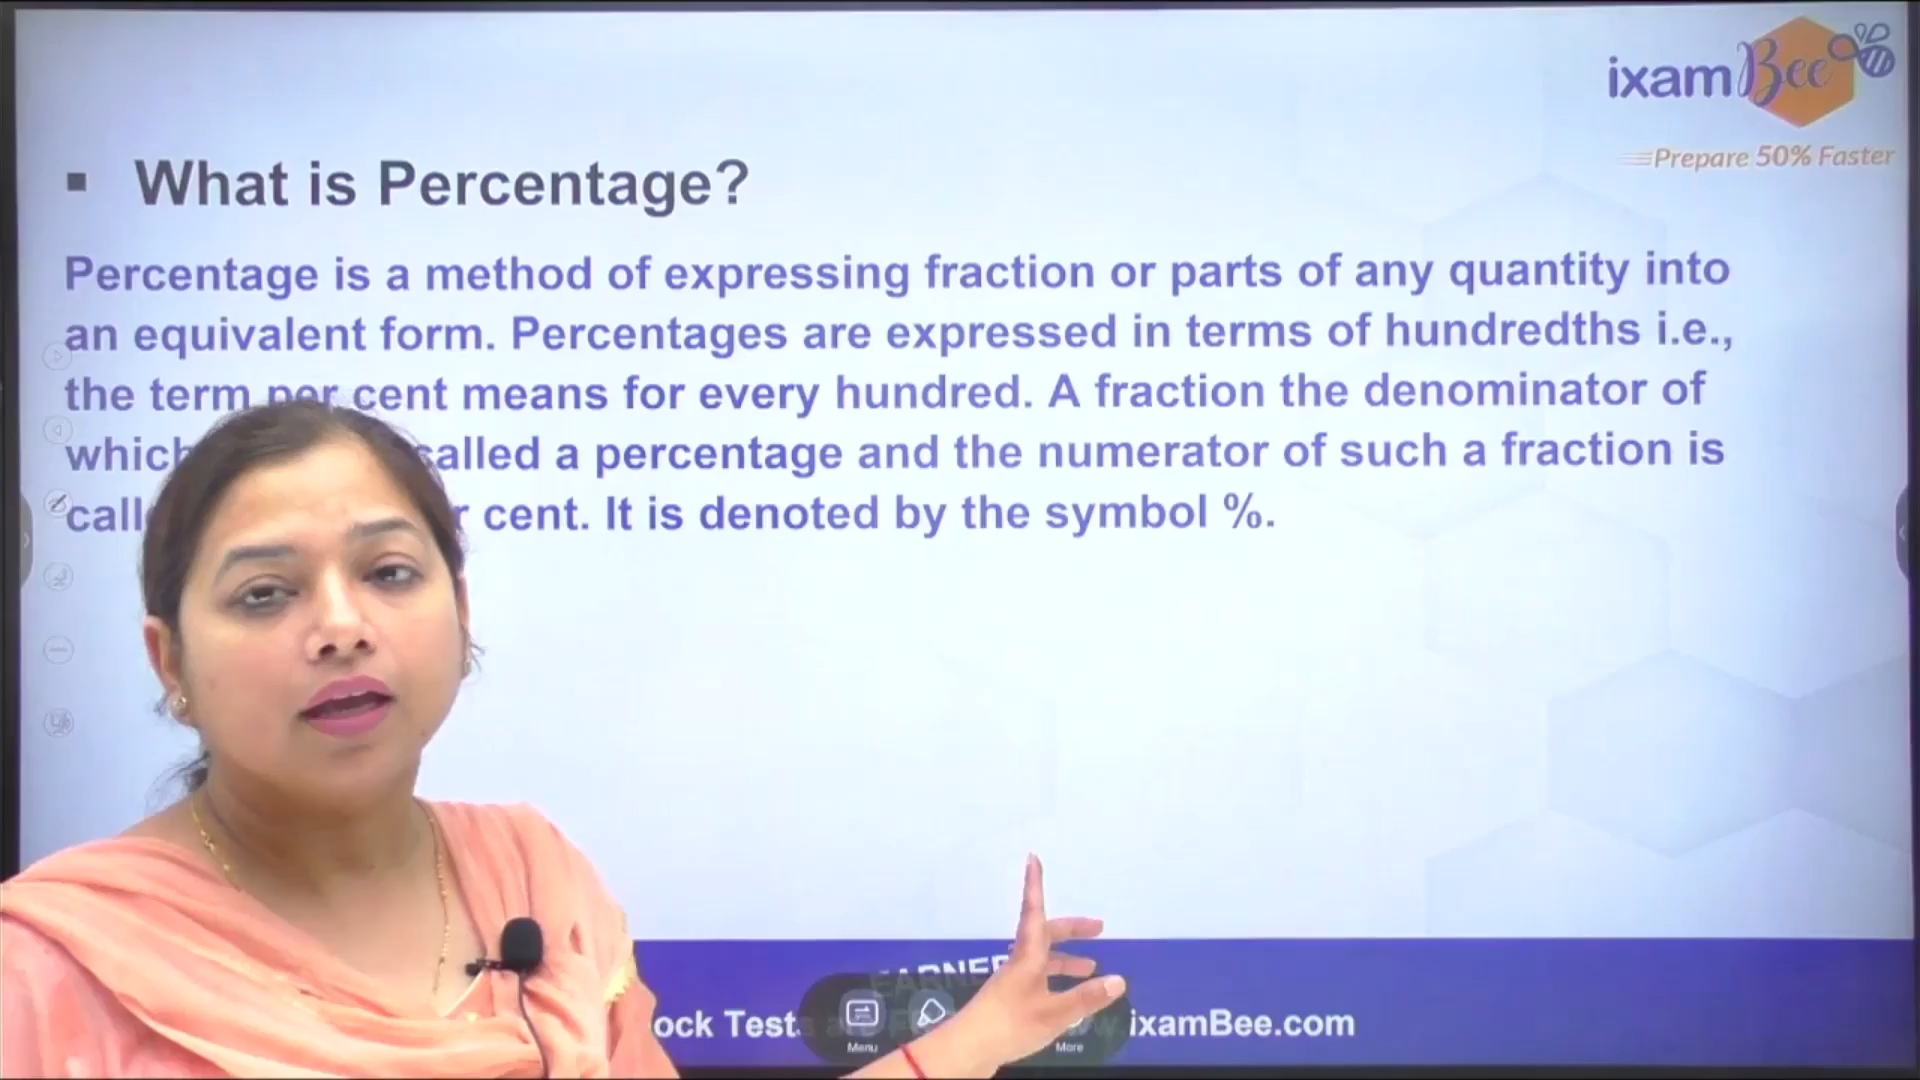 ixamBee
Prepare 50% Faster
▪ What is Percentage?
Percentage is a method of expressing fraction or parts of any quantity into
an equivalent form. Percentages are expressed in terms of hundredths i.e.,
the term per cent means for every hundred. A fraction the denominator of
which called a percentage and the numerator of such a fraction is
call cent. It is denoted by the symbol %.
ock Tests ixamBee.com
Menu More